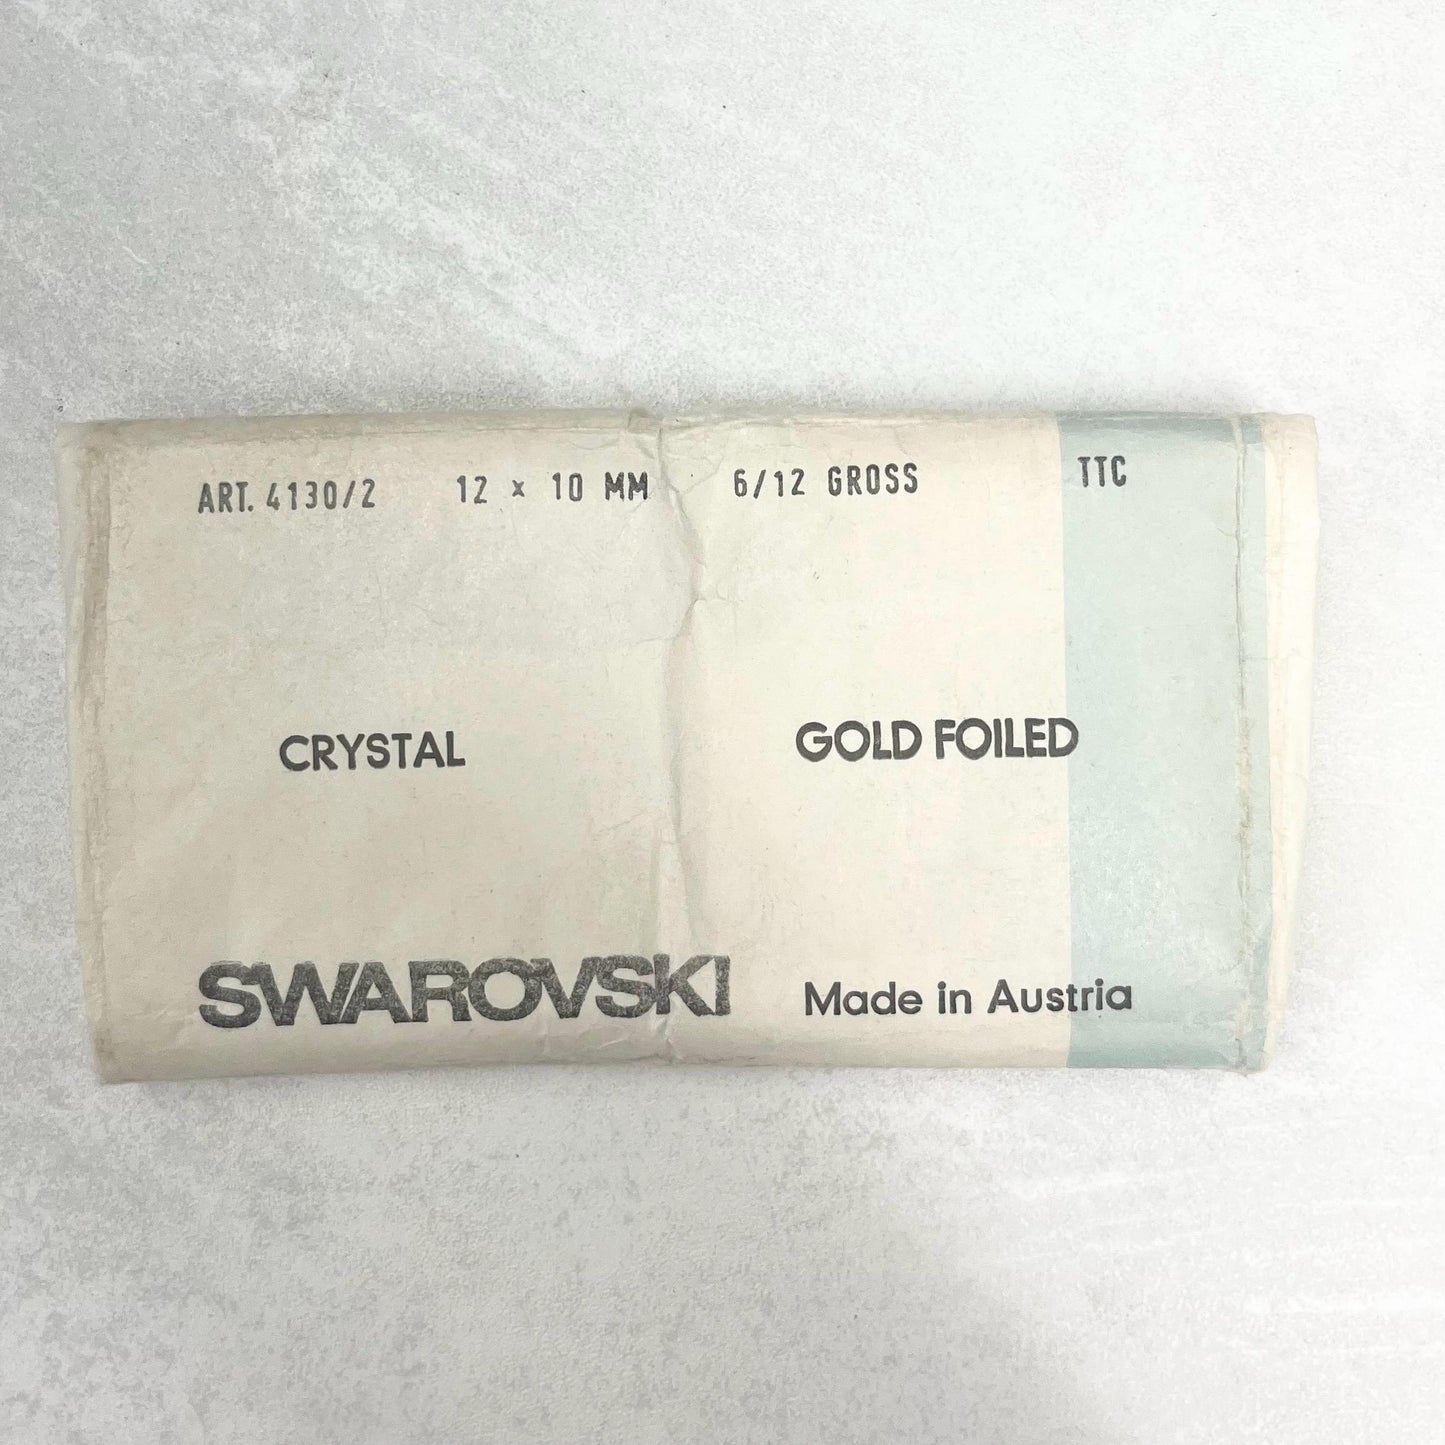 ART. 4130/2 12 x 10 MM 6/12 GROSS TTC
CRYSTAL GOLD FOILED
SWAROVSKI Made in Austria